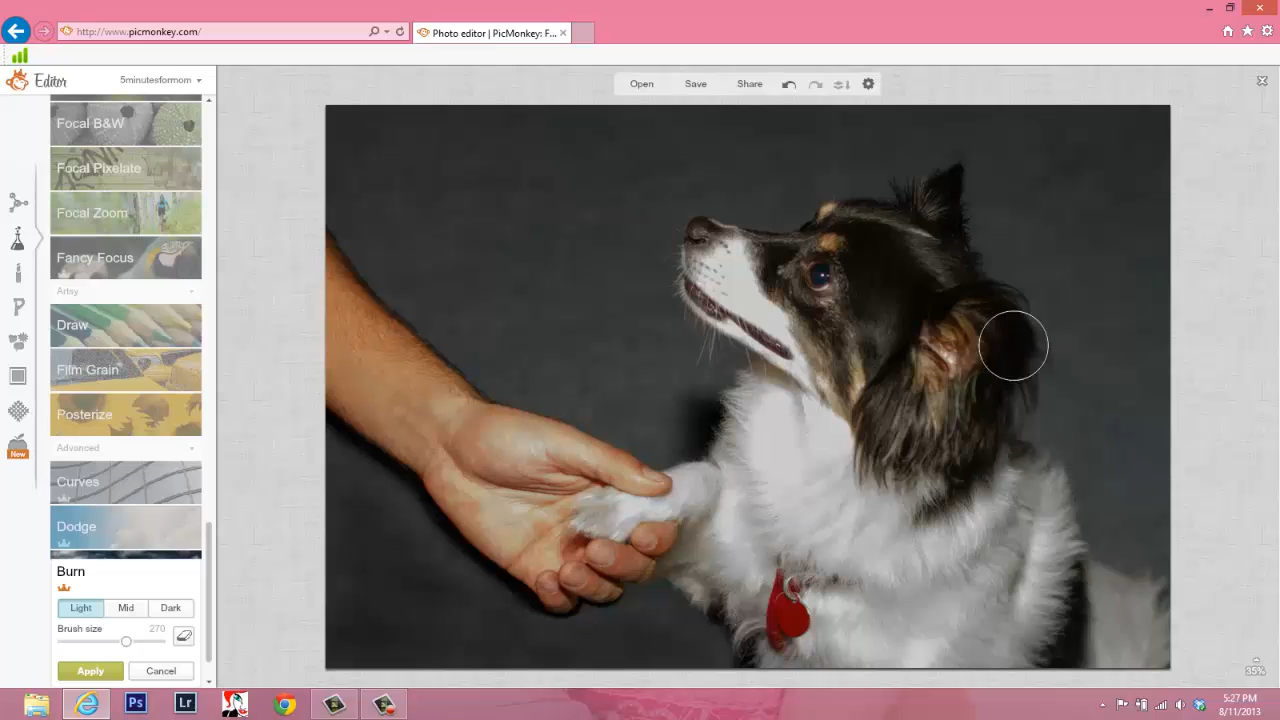 http://www.picmonkey.com/
Photo editor | PicMonkey: F...
Editor
5minutesformom
Open
Save
Share
Focal B&W
Focal Pixelate
Focal Zoom
Fancy Focus
Artsy
Draw
Film Grain
Posterize
Advanced
Curves
Dodge
Burn
Light
Mid
Dark
Brush size
270
Apply
Cancel
P
New
35%
Ps
Lr
5:27 PM
8/11/2013